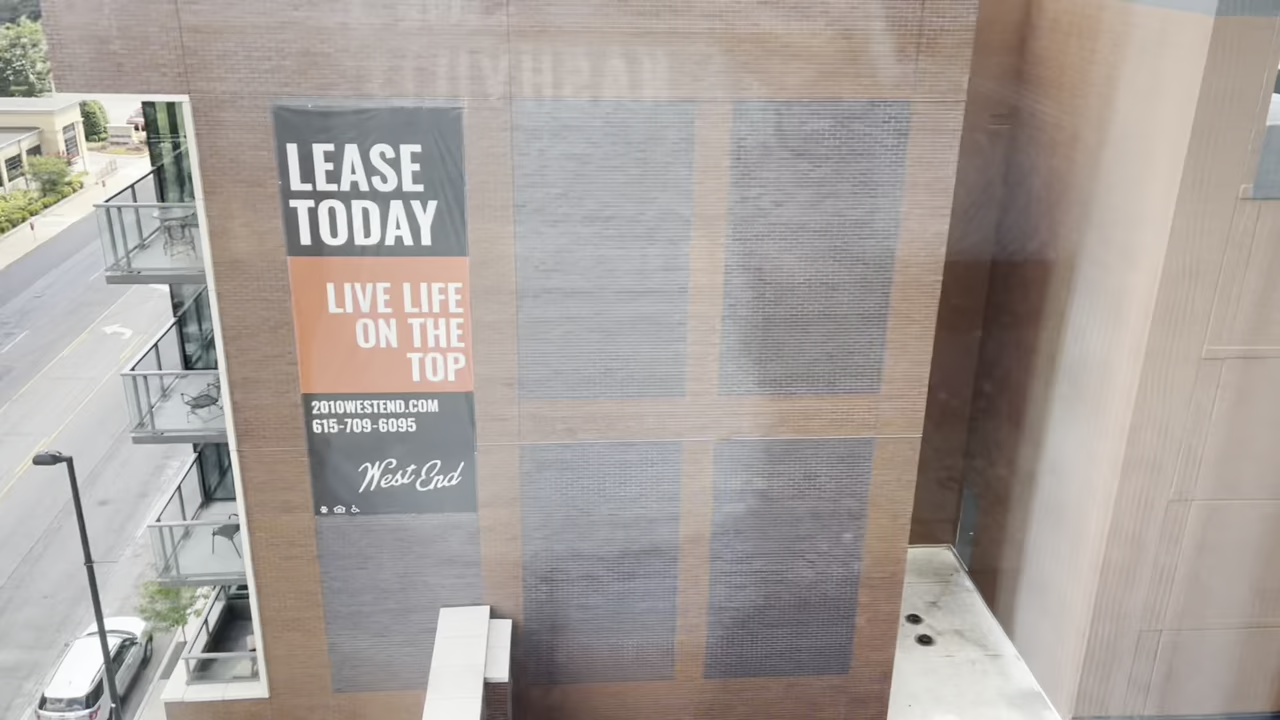 LEASE
TODAY
LIVE LIFE
ON THE
TOP
2010WESTEND.COM
615-709-6095
West End